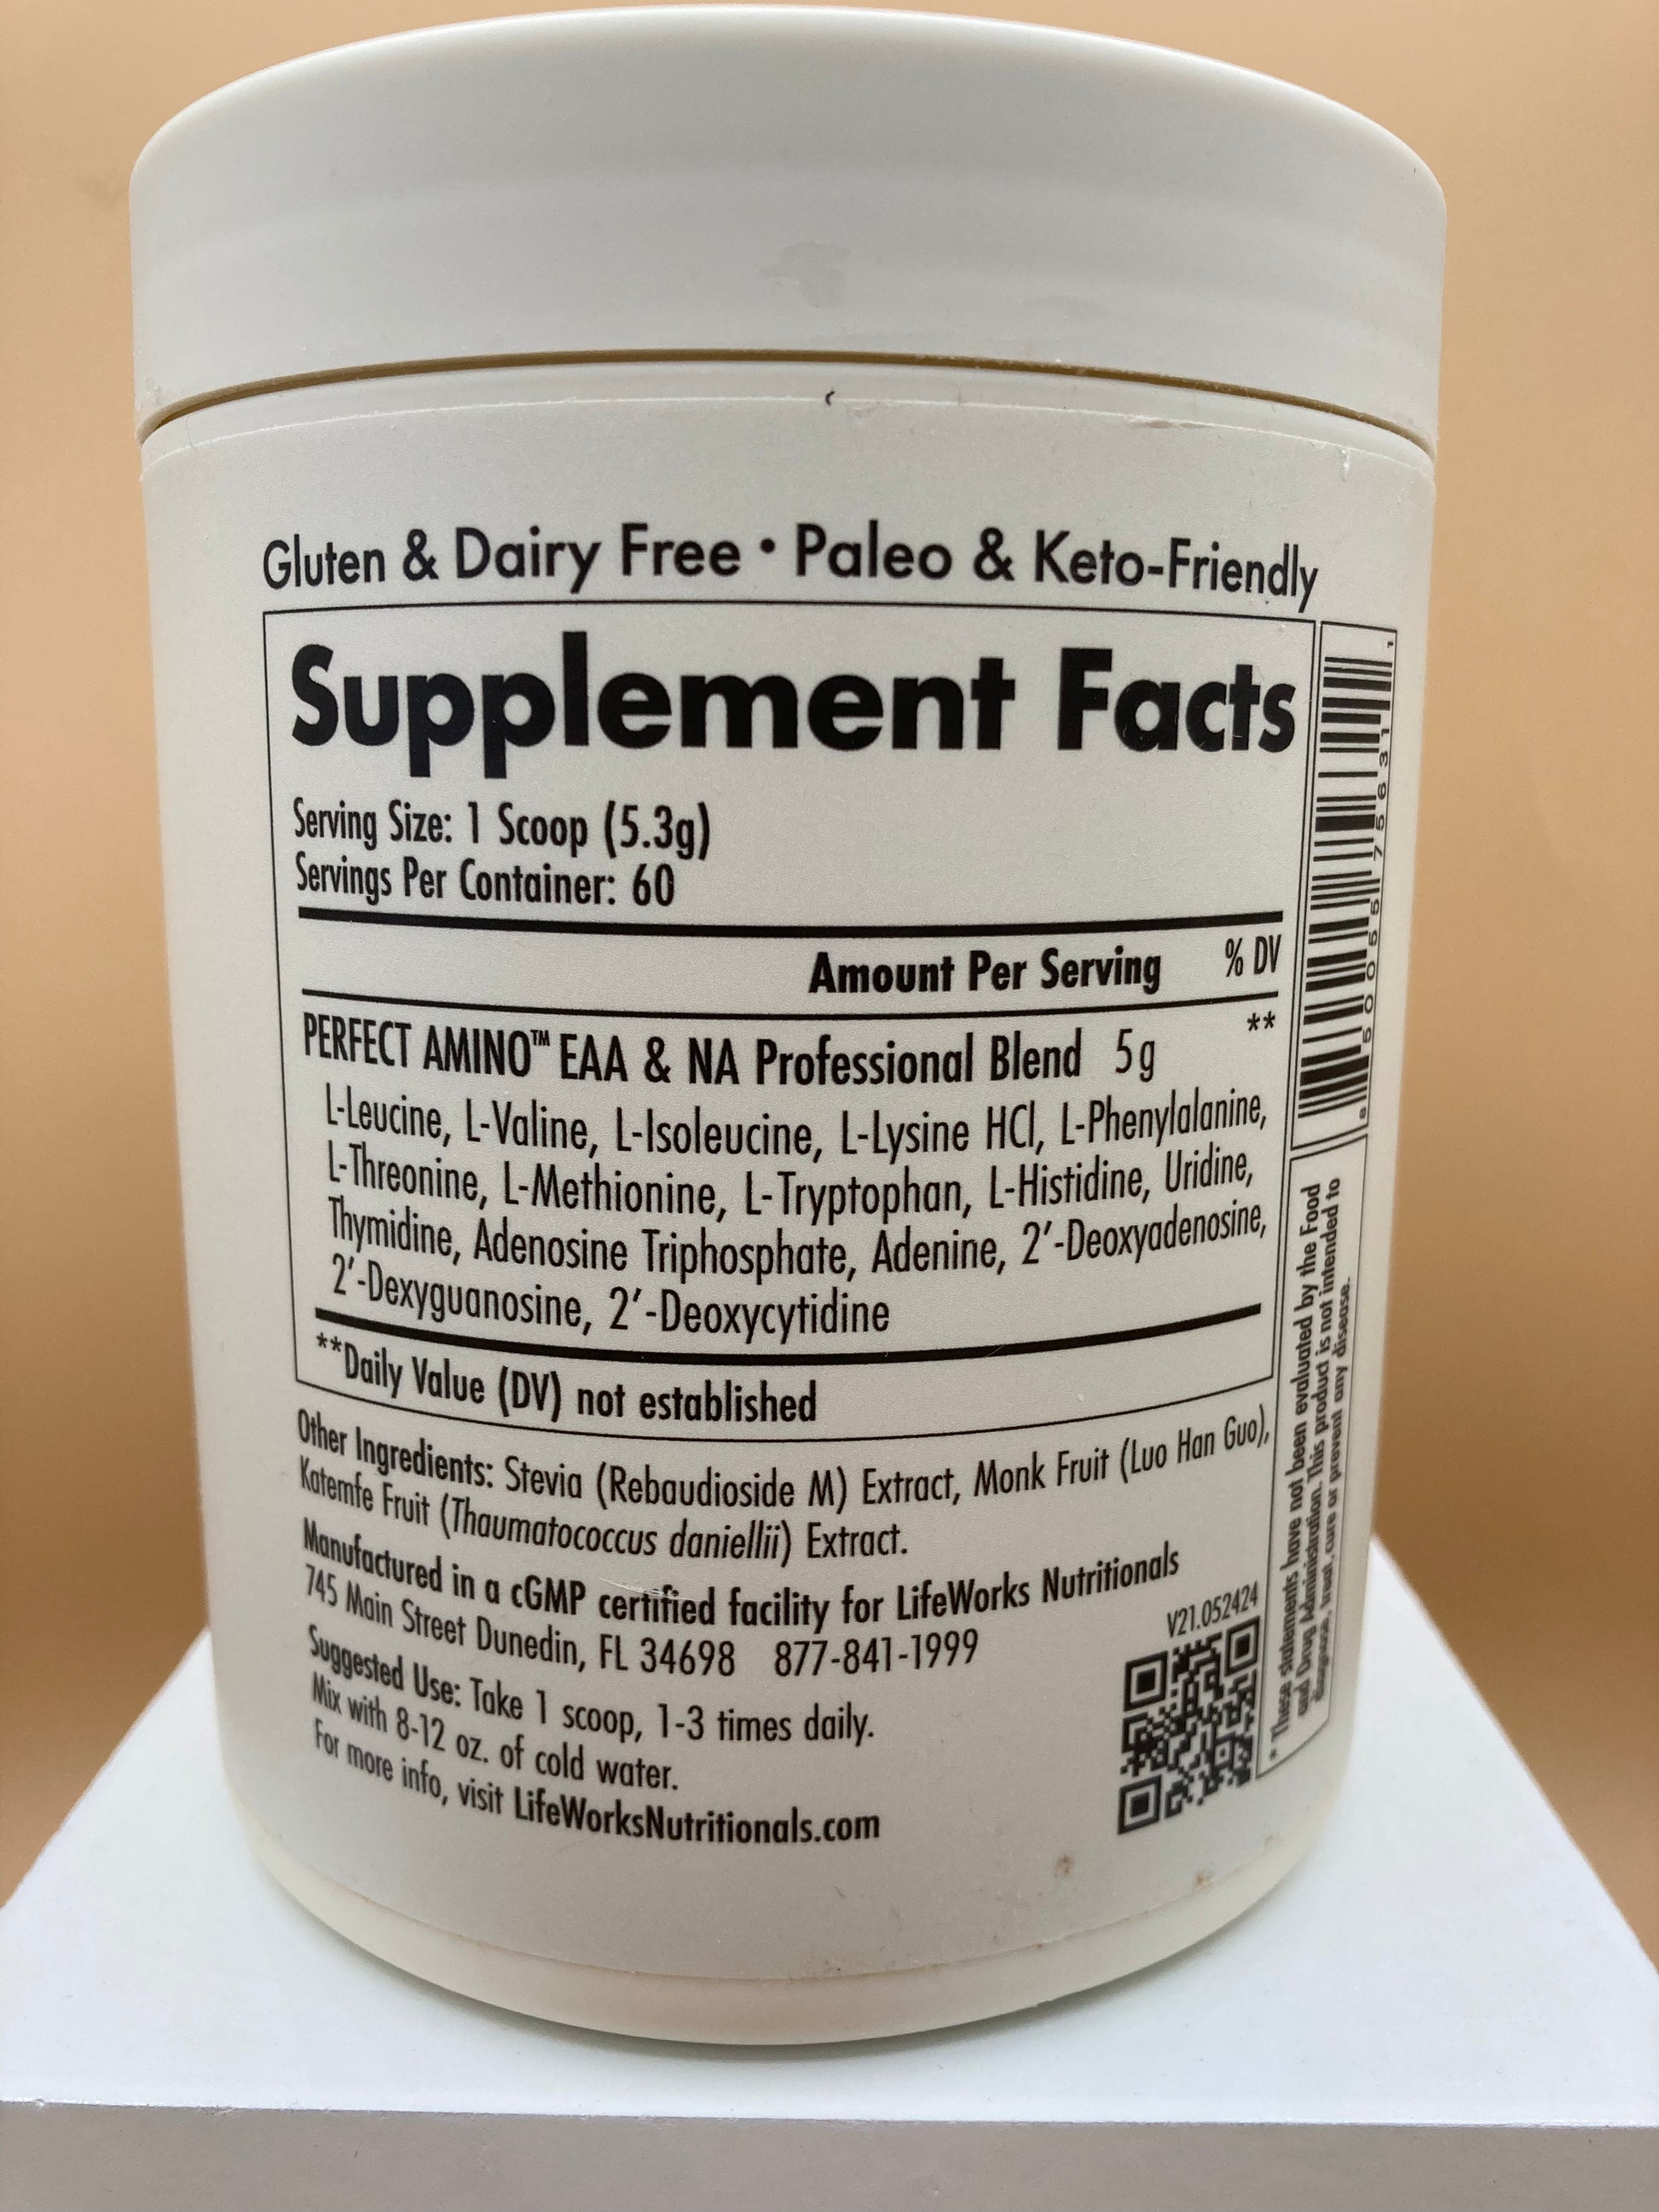 Gluten & Dairy Free • Paleo & Keto-Friendly
Supplement Facts
Serving Size: 1 Scoop (5.3g)
Servings Per Container: 60
Amount Per Serving % DV
PERFECT AMINO™ EAA & NA Professional Blend 5g **
L-Leucine, L-Valine, L-Isoleucine, L-Lysine HCl, L-Phenylalanine,
L-Threonine, L-Methionine, L-Tryptophan, L-Histidine, Uridine,
Thymidine, Adenosine Triphosphate, Adenine, 2′-Deoxyadenosine,
2′-Dexyguanosine, 2′-Deoxycytidine
**Daily Value (DV) not established
Other Ingredients: Stevia (Rebaudioside M) Extract, Monk Fruit (Luo Han Guo),
Katemfe Fruit (Thaumatococcus daniellii) Extract.
Manufactured in a cGMP certified facility for LifeWorks Nutritionals
745 Main Street Dunedin, FL 34698 877-841-1999
Suggested Use: Take 1 scoop, 1-3 times daily.
Mix with 8-12 oz. of cold water.
For more info, visit LifeWorksNutritionals.com
V21.052424
8 50055 75631 1
* These statements have not been evaluated by the Food
and Drug Administration. This product is not intended to
diagnose, treat, cure or prevent any disease.